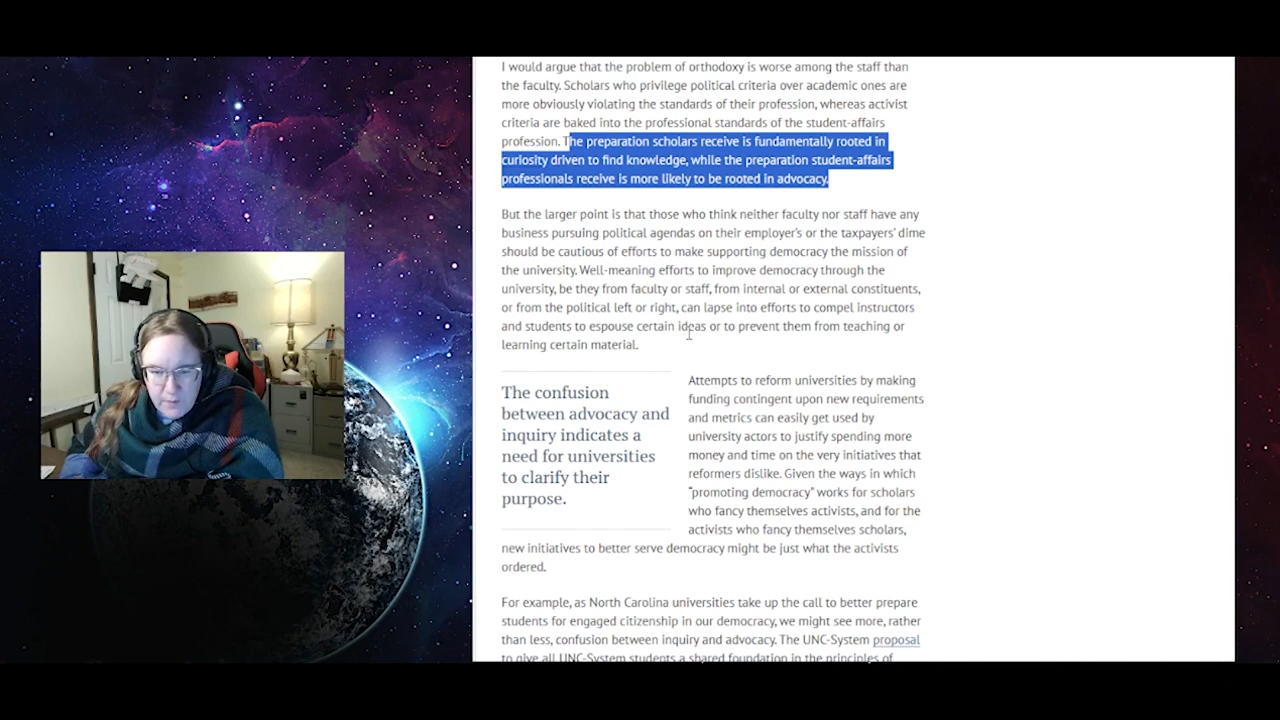 I would argue that the problem of orthodoxy is worse among the staff than
the faculty. Scholars who privilege political criteria over academic ones are
more obviously violating the standards of their profession, whereas activist
criteria are baked into the professional standards of the student-affairs
profession. The preparation scholars receive is fundamentally rooted in
curiosity driven to find knowledge, while the preparation student-affairs
professionals receive is more likely to be rooted in advocacy.
But the larger point is that those who think neither faculty nor staff have any
business pursuing political agendas on their employer's or the taxpayers' dime
should be cautious of efforts to make supporting democracy the mission of
the university. Well-meaning efforts to improve democracy through the
university, be they from faculty or staff, from internal or external constituents,
or from the political left or right, can lapse into efforts to compel instructors
and students to espouse certain ideas or to prevent them from teaching or
learning certain material.
The confusion
between advocacy and
inquiry indicates a
need for universities
to clarify their
purpose.
Attempts to reform universities by making
funding contingent upon new requirements
and metrics can easily get used by
university actors to justify spending more
money and time on the very initiatives that
reformers dislike. Given the ways in which
"promoting democracy" works for scholars
who fancy themselves activists, and for the
activists who fancy themselves scholars,
new initiatives to better serve democracy might be just what the activists
ordered.
For example, as North Carolina universities take up the call to better prepare
students for engaged citizenship in our democracy, we might see more, rather
than less, confusion between inquiry and advocacy. The UNC-System proposal
to give all UNC-System students a shared foundation in the principles of